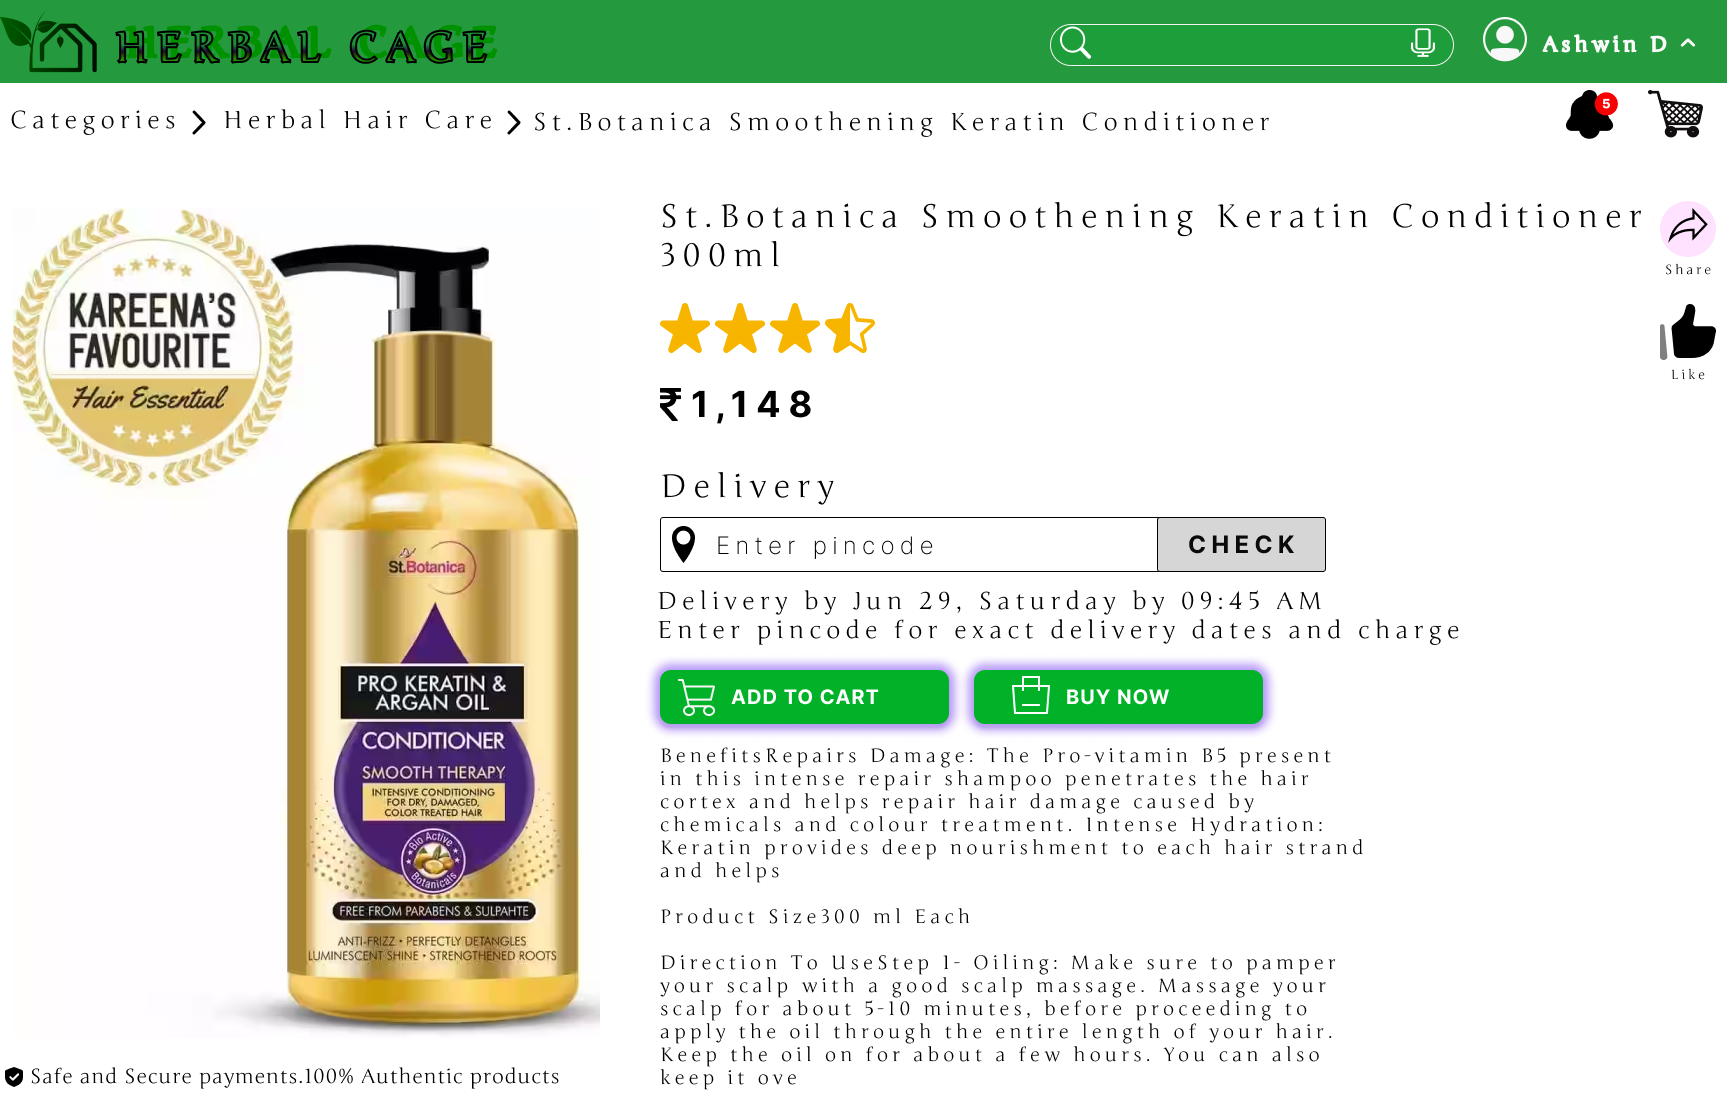 HERBAL CAGE
Ashwin D
Categories
Herbal Hair Care
St.Botanica Smoothening Keratin Conditioner
5
St.Botanica Smoothening Keratin Conditioner
300ml
Share
Like
KAREENA'S
FAVOURITE
Hair Essential
St.Botanica
PRO KERATIN &
ARGAN OIL
CONDITIONER
SMOOTH THERAPY
INTENSIVE CONDITIONING
FOR DRY, DAMAGED,
COLOR TREATED HAIR
Bio Active
Botanicals
FREE FROM PARABENS & SULPAHTE
ANTI-FRIZZ • PERFECTLY DETANGLES
LUMINESCENT SHINE • STRENGTHENED ROOTS
Safe and Secure payments.100% Authentic products
₹1,148
Delivery
Enter pincode
CHECK
Delivery by Jun 29, Saturday by 09:45 AM
Enter pincode for exact delivery dates and charge
ADD TO CART
BUY NOW
BenefitsRepairs Damage: The Pro-vitamin B5 present
in this intense repair shampoo penetrates the hair
cortex and helps repair hair damage caused by
chemicals and colour treatment. Intense Hydration:
Keratin provides deep nourishment to each hair strand
and helps
Product Size300 ml Each
Direction To UseStep 1- Oiling: Make sure to pamper
your scalp with a good scalp massage. Massage your
scalp for about 5-10 minutes, before proceeding to
apply the oil through the entire length of your hair.
Keep the oil on for about a few hours. You can also
keep it ove